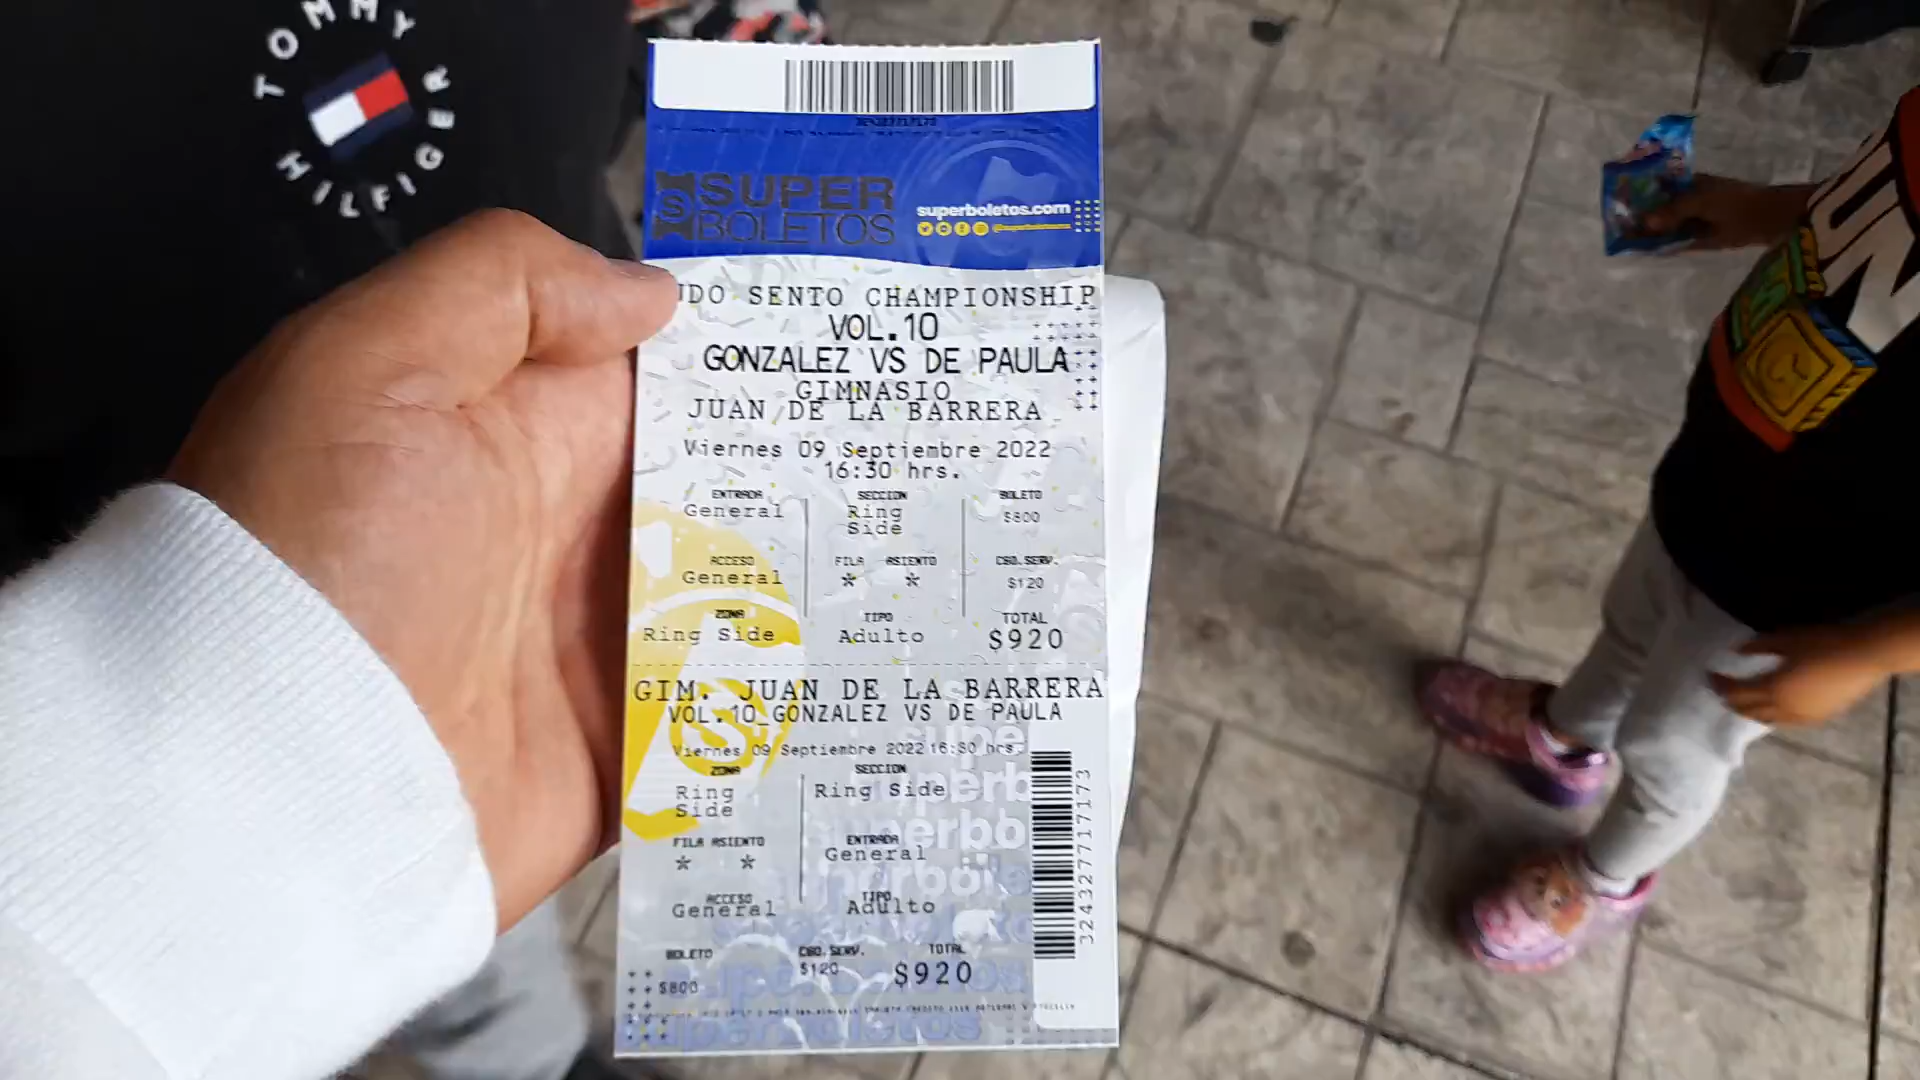 TOMMY
HILFIGER
SUPER
BOLETOS
superboletos.com
UDO SENTO CHAMPIONSHIP
VOL.10
GONZALEZ VS DE PAULA
GIMNASIO
JUAN DE LA BARRERA
Viernes 09 Septiembre 2022
16:30 hrs.
ENTRADA SECCION BOLETO
General Ring Side $800
ACCESO FILA ASIENTO CGO.SERV.
General * * $120
ZONA TIPO TOTAL
Ring Side Adulto $920
GIM. JUAN DE LA BARRERA
VOL.10_GONZALEZ VS DE PAULA
Viernes 09 Septiembre 2022 16:30 hrs.
ZONA SECCION
Ring Side Ring Side
FILA ASIENTO ENTRADA
* * General
ACCESO TIPO
General Adulto
BOLETO CGO.SERV. TOTAL
$800 $120 $920
3243277717173